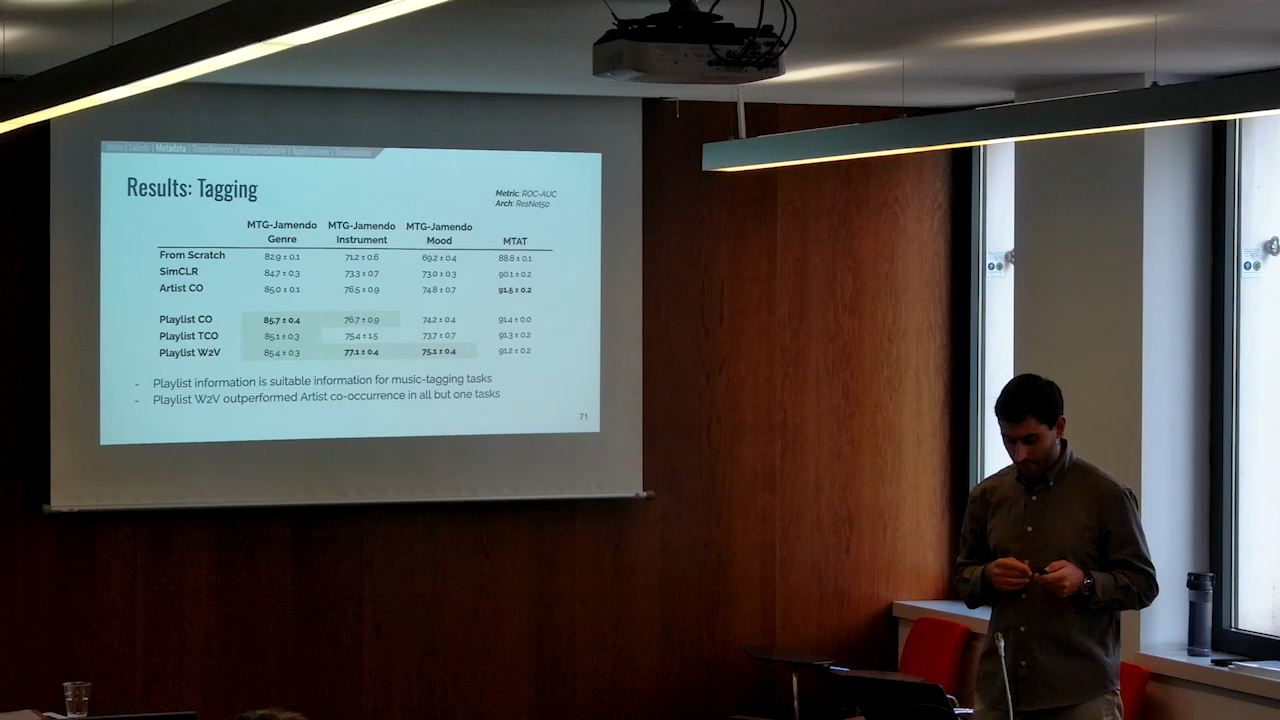 Intro | Labels | Metadata | Transformers | Interpretability | Applications | Conclusions
Results: Tagging
Metric: ROC-AUC
Arch: ResNet50
MTG-Jamendo Genre MTG-Jamendo Instrument MTG-Jamendo Mood MTAT
From Scratch 82.9 ± 0.1 71.2 ± 0.6 69.2 ± 0.4 88.8 ± 0.1
SimCLR 84.7 ± 0.3 73.3 ± 0.7 73.0 ± 0.3 90.1 ± 0.2
Artist CO 85.0 ± 0.1 76.5 ± 0.9 74.8 ± 0.7 91.5 ± 0.2
Playlist CO 85.7 ± 0.4 76.7 ± 0.9 74.2 ± 0.4 91.4 ± 0.0
Playlist TCO 85.1 ± 0.3 75.4 ± 1.5 73.7 ± 0.7 91.3 ± 0.2
Playlist W2V 85.4 ± 0.3 77.1 ± 0.4 75.1 ± 0.4 91.2 ± 0.2
- Playlist information is suitable information for music-tagging tasks
- Playlist W2V outperformed Artist co-occurrence in all but one tasks
71